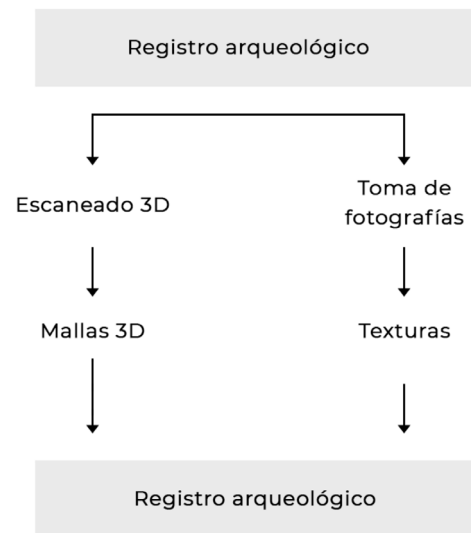 Registro arqueológico
Escaneado 3D
Toma de
fotografías
Mallas 3D
Texturas
Registro arqueológico